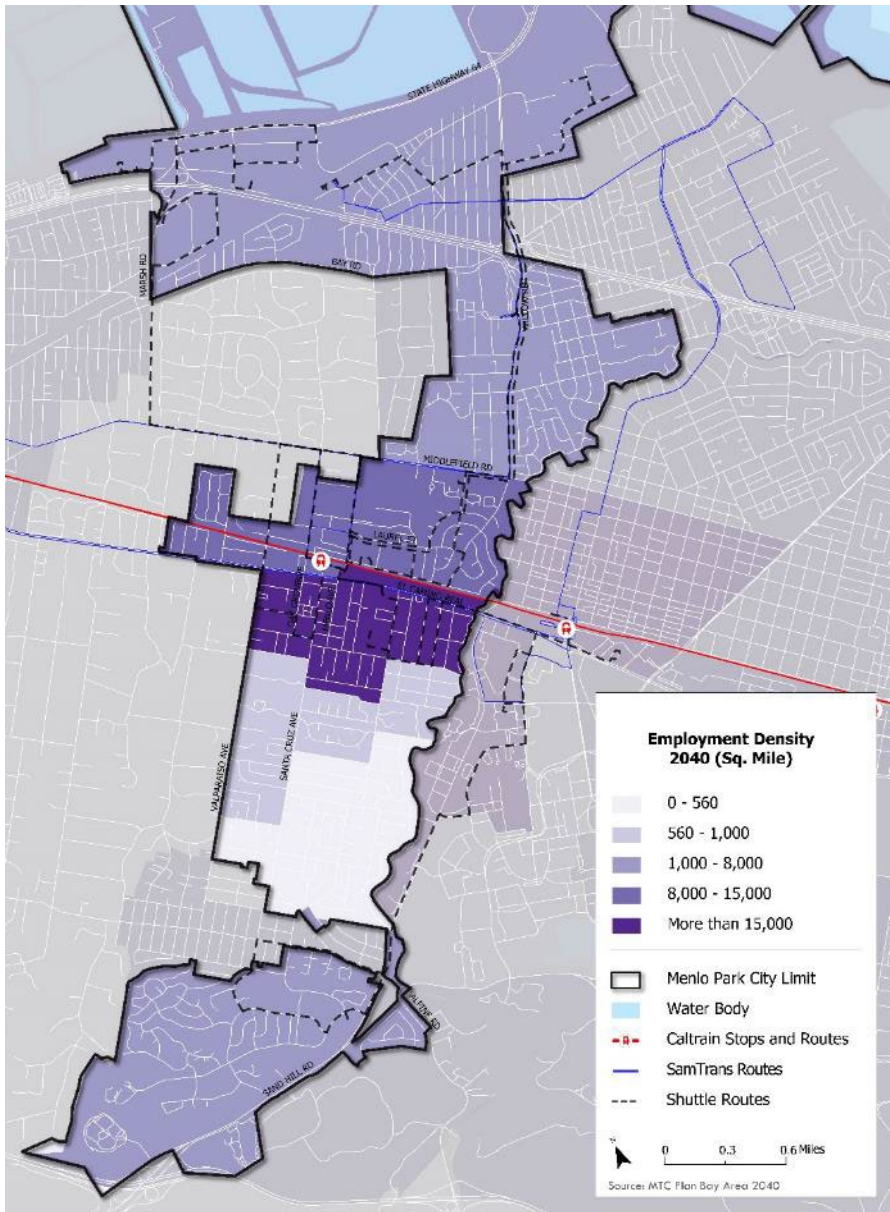 STATE HIGHWAY 84
MARSH RD
BAY RD
WILLOW RD
MIDDLEFIELD RD
LAUREL ST
EL CAMINO REAL
SANTA CRUZ AVE
VALPARAISO AVE
ALPINE RD
SAND HILL RD
Employment Density
2040 (Sq. Mile)
0 - 560
560 - 1,000
1,000 - 8,000
8,000 - 15,000
More than 15,000
Menlo Park City Limit
Water Body
Caltrain Stops and Routes
SamTrans Routes
Shuttle Routes
0 0.3 0.6 Miles
Source: MTC Plan Bay Area 2040